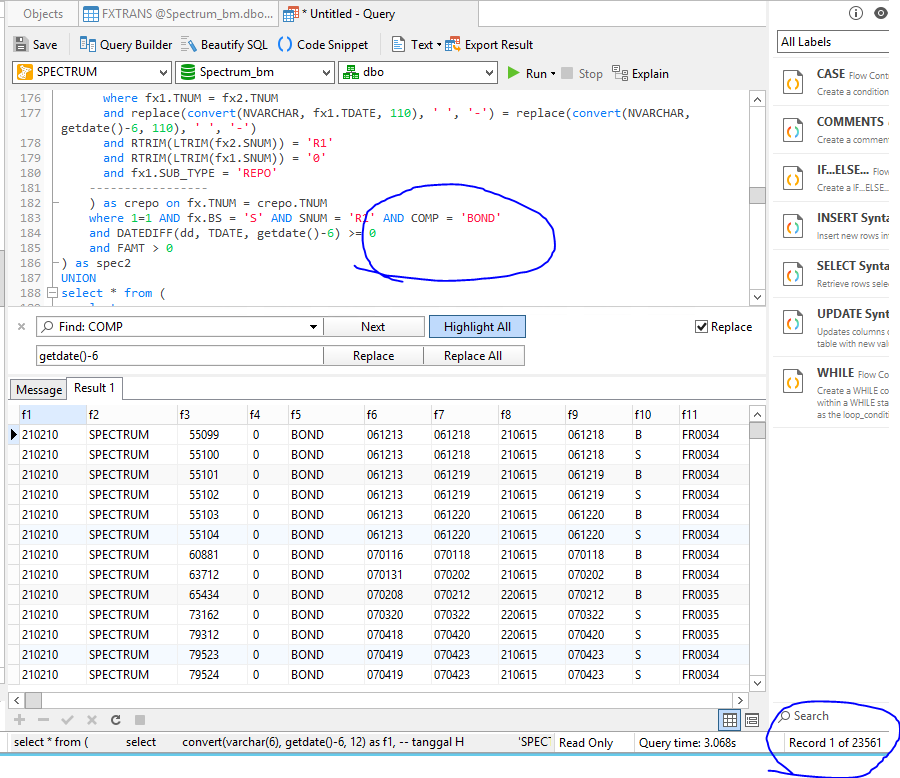 Objects
FXTRANS @Spectrum_bm.dbo...
* Untitled - Query
Save
Query Builder
Beautify SQL
Code Snippet
Text
Export Result
All Labels
SPECTRUM
Spectrum_bm
dbo
Run
Stop
Explain
176 where fx1.TNUM = fx2.TNUM
177 and replace(convert(NVARCHAR, fx1.TDATE, 110), ' ', '-') = replace(convert(NVARCHAR,
getdate()-6, 110), ' ', '-')
178 and RTRIM(LTRIM(fx2.SNUM)) = 'R1'
179 and RTRIM(LTRIM(fx1.SNUM)) = '0'
180 and fx1.SUB_TYPE = 'REPO'
181 -----------------
182 ) as crepo on fx.TNUM = crepo.TNUM
183 where 1=1 AND fx.BS = 'S' AND SNUM = 'R1' AND COMP = 'BOND'
184 and DATEDIFF(dd, TDATE, getdate()-6) >= 0
185 and FAMT > 0
186 ) as spec2
187 UNION
188 select * from (
CASE Flow Cont
Create a condition
COMMENTS
Create a comment
IF...ELSE... Flow
Create a IF...ELSE...
INSERT Synta
Insert new rows int
SELECT Synta
Retrieve rows selec
UPDATE Synt
Updates columns o
table with new valu
WHILE Flow Co
Create a WHILE co
within a WHILE sta
as the loop_conditi
Find: COMP
Next
Highlight All
Replace
getdate()-6
Replace
Replace All
Message
Result 1
f1 f2 f3 f4 f5 f6 f7 f8 f9 f10 f11
210210 SPECTRUM 55099 0 BOND 061213 061218 210615 061218 B FR0034
210210 SPECTRUM 55100 0 BOND 061213 061218 210615 061218 S FR0034
210210 SPECTRUM 55101 0 BOND 061213 061219 210615 061219 B FR0034
210210 SPECTRUM 55102 0 BOND 061213 061219 210615 061219 S FR0034
210210 SPECTRUM 55103 0 BOND 061213 061220 210615 061220 B FR0034
210210 SPECTRUM 55104 0 BOND 061213 061220 210615 061220 S FR0034
210210 SPECTRUM 60881 0 BOND 070116 070118 210615 070118 B FR0034
210210 SPECTRUM 63712 0 BOND 070131 070202 210615 070202 B FR0034
210210 SPECTRUM 65434 0 BOND 070208 070212 220615 070212 B FR0035
210210 SPECTRUM 73162 0 BOND 070320 070322 220615 070322 S FR0035
210210 SPECTRUM 79312 0 BOND 070418 070420 220615 070420 S FR0035
210210 SPECTRUM 79523 0 BOND 070419 070423 210615 070423 S FR0034
210210 SPECTRUM 79524 0 BOND 070419 070423 210615 070423 S FR0034
Search
select * from ( select convert(varchar(6), getdate()-6, 12) as f1, -- tanggal H 'SPECT
Read Only
Query time: 3.068s
Record 1 of 23561